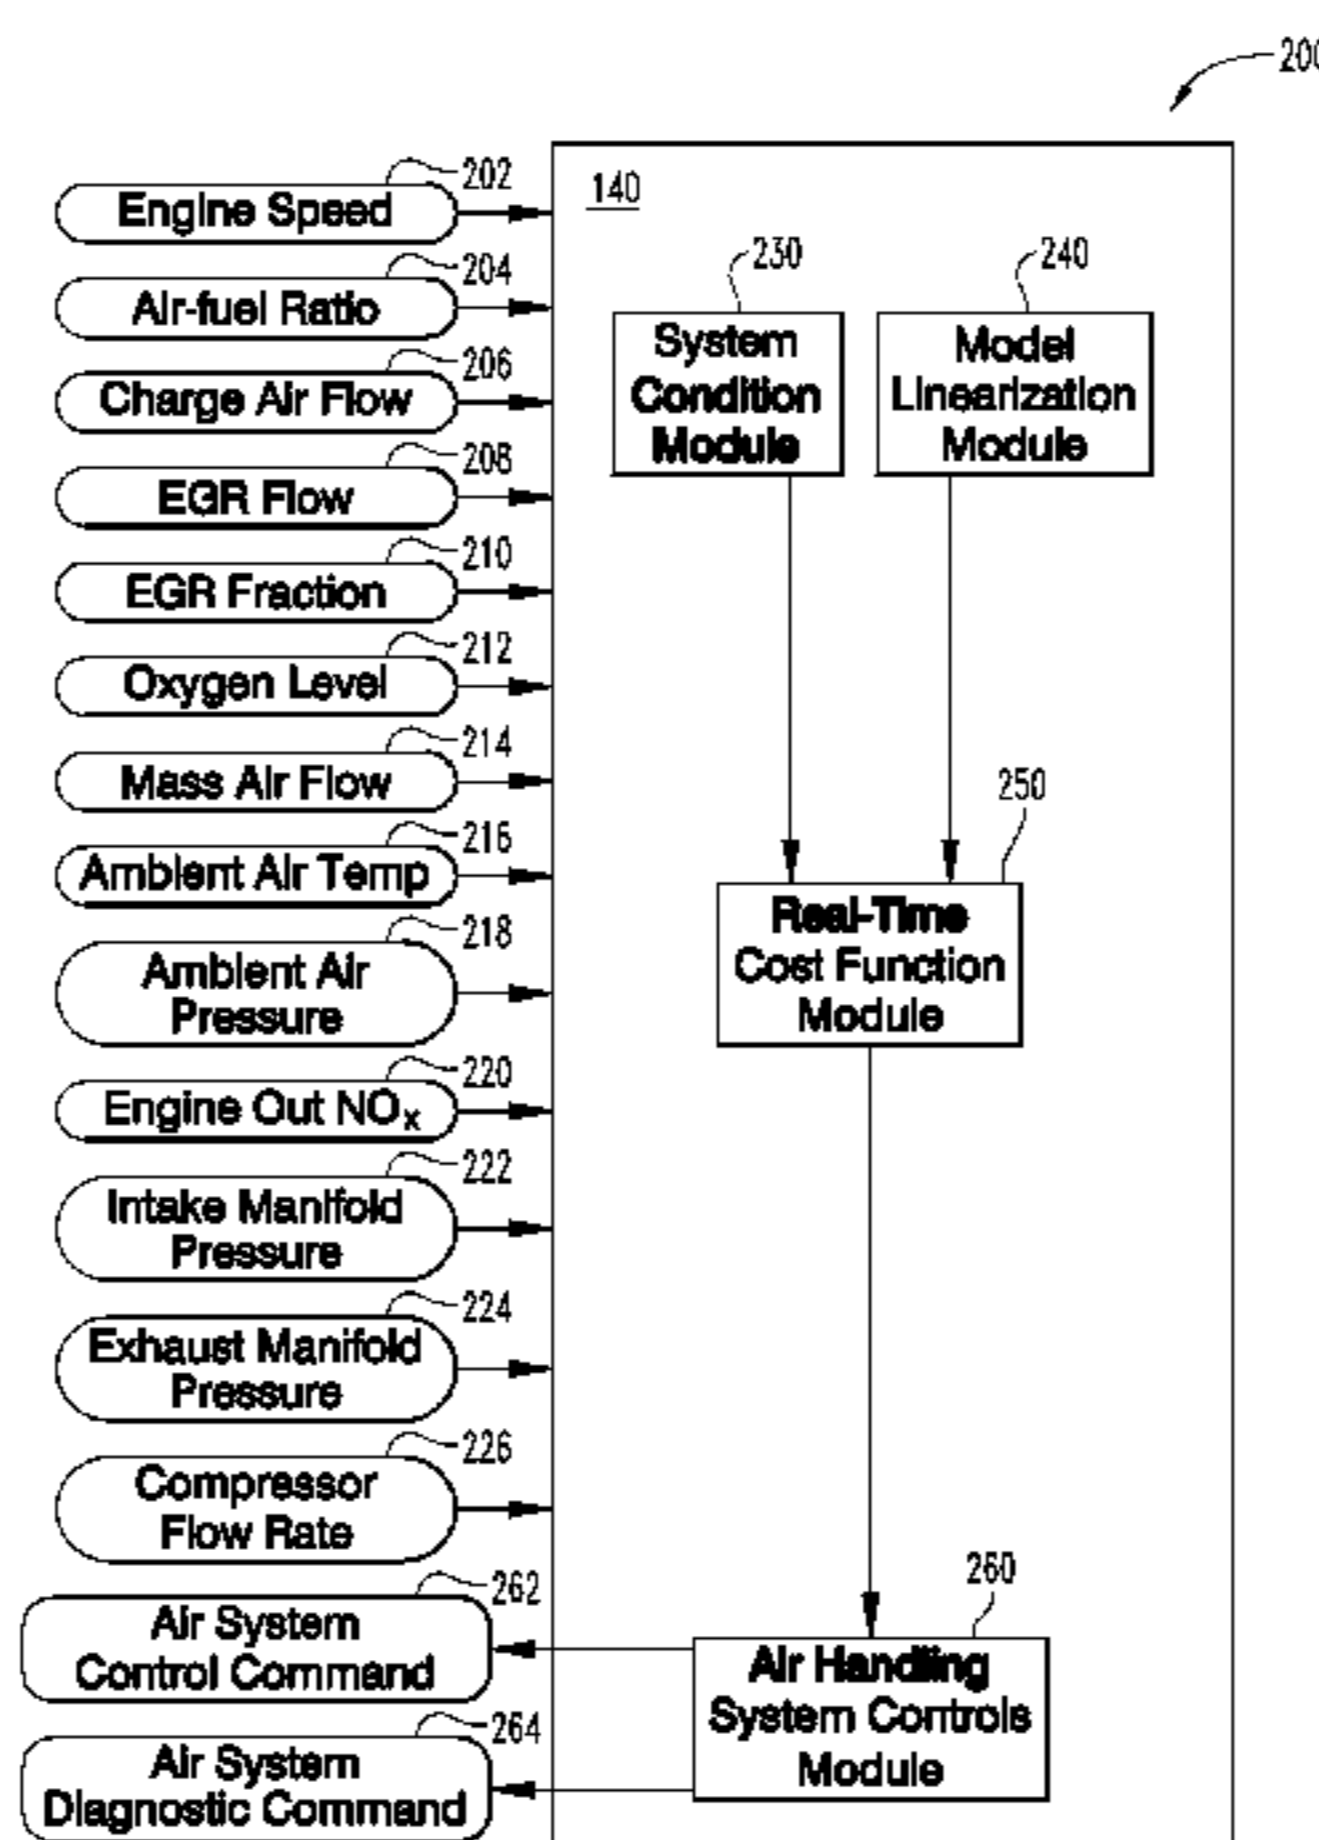 200
202
Engine Speed
140
204
Air-fuel Ratio
206
Charge Air Flow
208
EGR Flow
210
EGR Fraction
212
Oxygen Level
214
Mass Air Flow
216
Ambient Air Temp
218
Ambient Air
Pressure
220
Engine Out NOx
222
Intake Manifold
Pressure
224
Exhaust Manifold
Pressure
226
Compressor
Flow Rate
262
Air System
Control Command
264
Air System
Diagnostic Command
230
System
Condition
Module
240
Model
Linearization
Module
250
Real-Time
Cost Function
Module
260
Air Handling
System Controls
Module